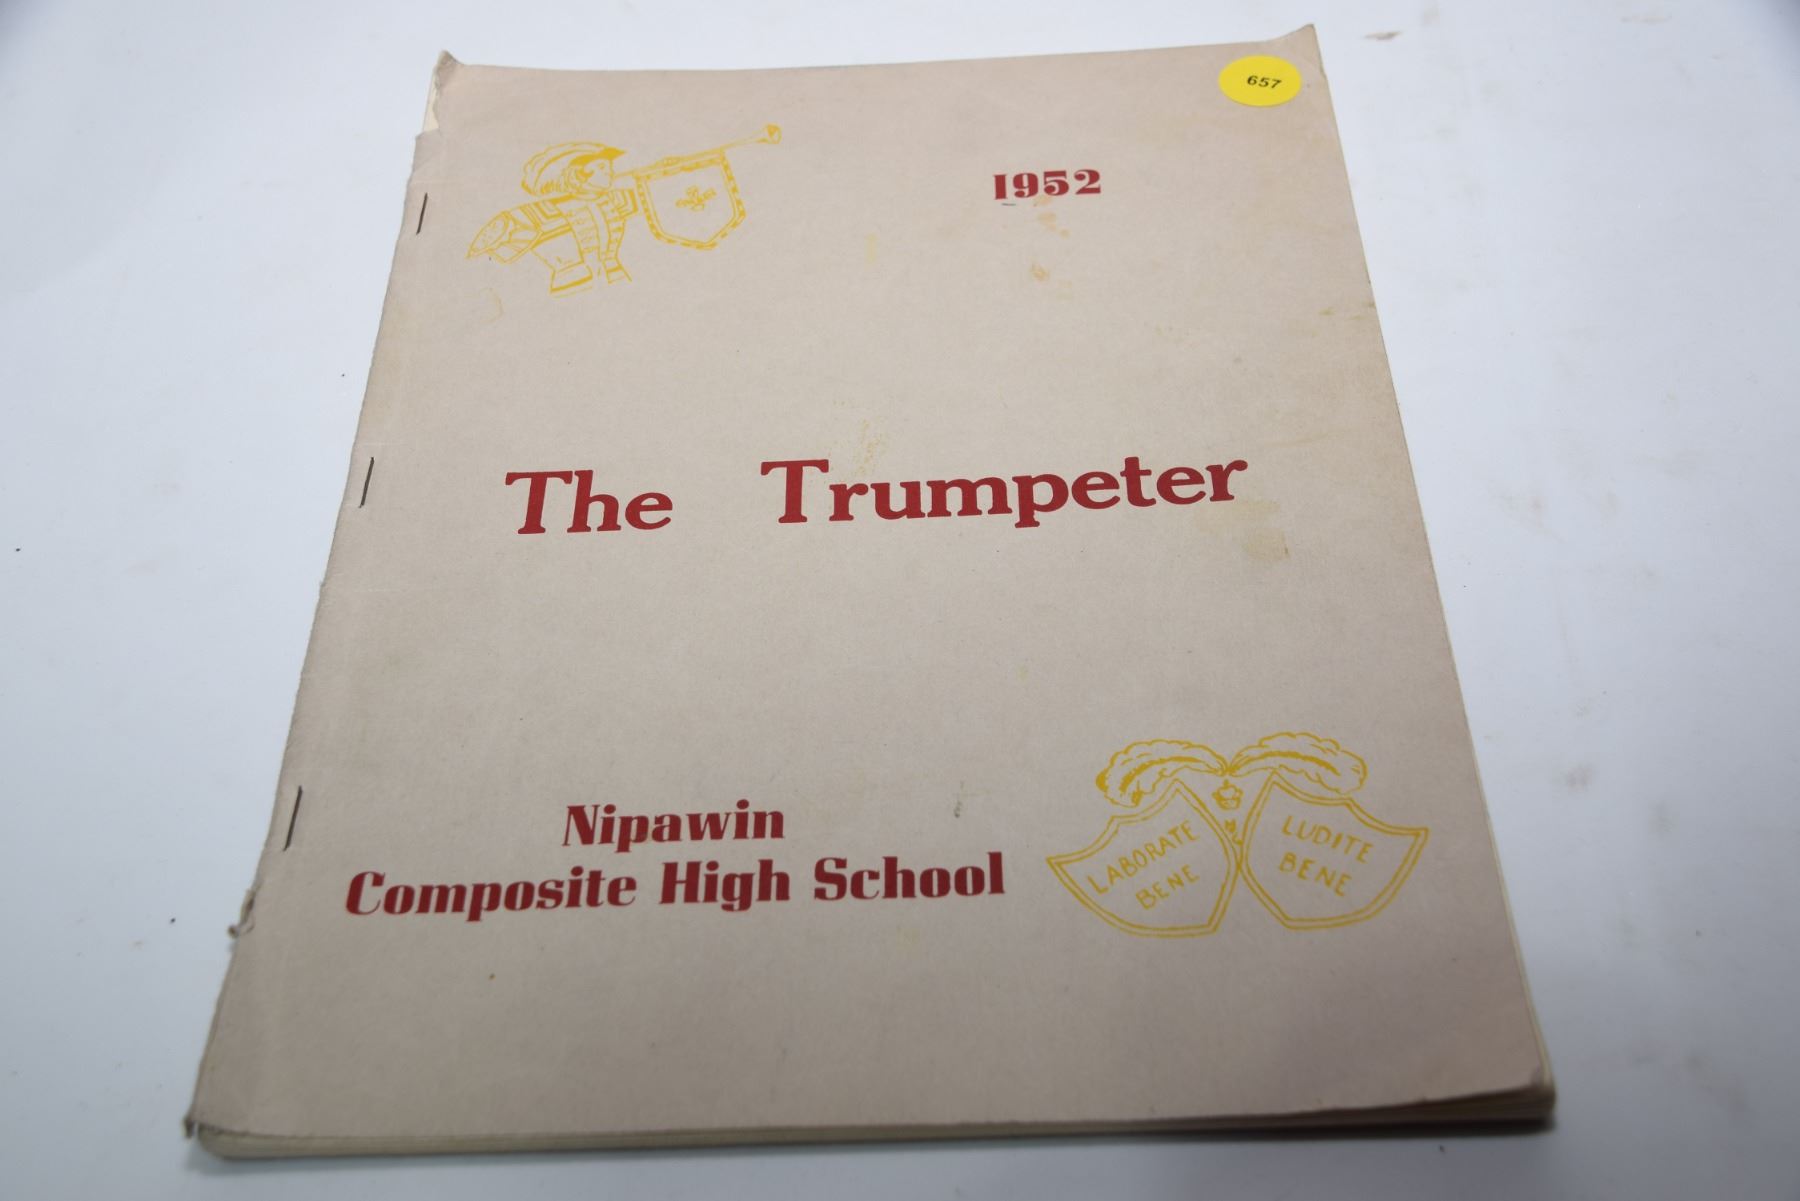 657
1952
The Trumpeter
Nipawin
Composite High School
LABORATE
BENE
LUDITE
BENE